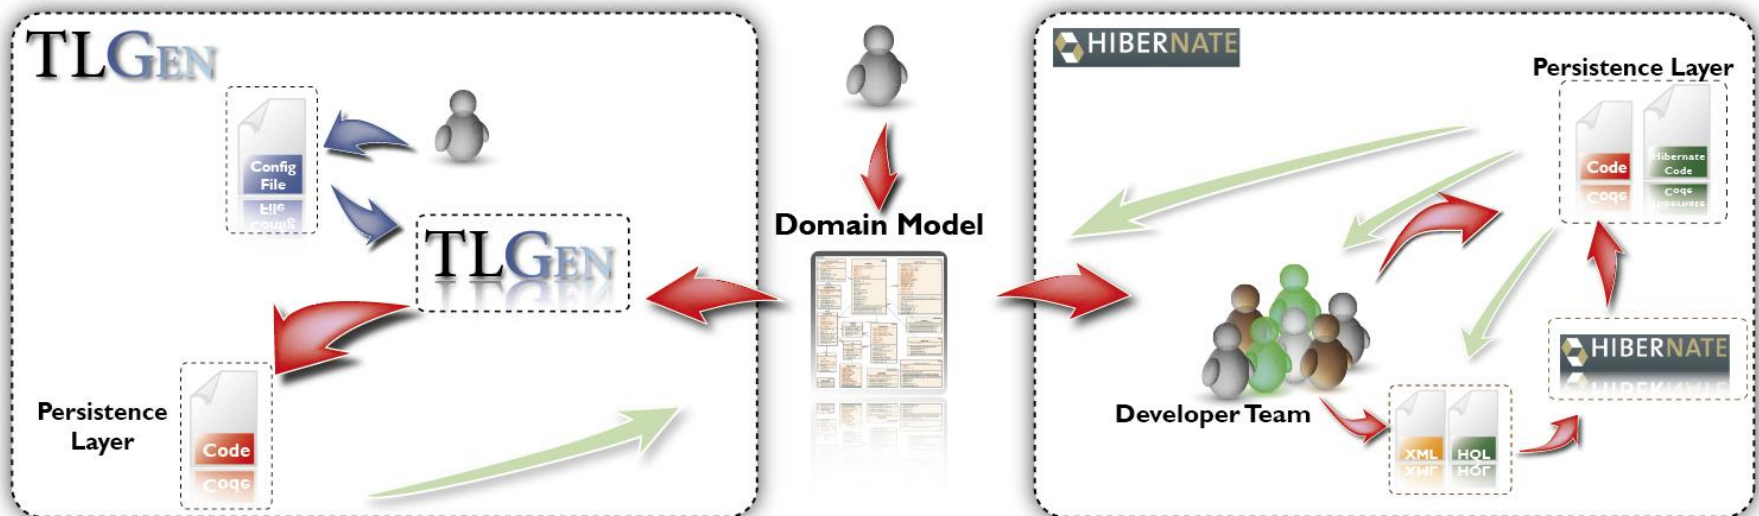 TLGEN
Config
File
TLGEN
Persistence
Layer
Code
Domain Model
HIBERNATE
Persistence Layer
Code
Hibernate
Code
HIBERNATE
Developer Team
XML
HQL